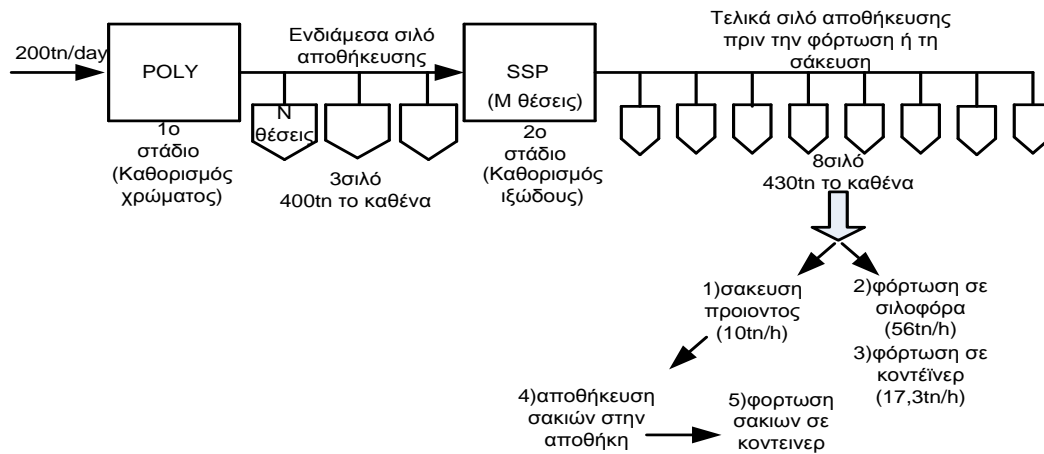 200tn/day
POLY
1ο
στάδιο
(Καθορισμός
χρώματος)
Ενδιάμεσα σιλό
αποθήκευσης
N
θέσεις
3σιλό
400tn το καθένα
SSP
(Μ θέσεις)
2ο
στάδιο
(Καθορισμός
ιξώδους)
Τελικά σιλό αποθήκευσης
πριν την φόρτωση ή τη
σάκευση
8σιλό
430tn το καθένα
1)σακευση
προιοντος
(10tn/h)
2)φόρτωση σε
σιλοφόρα
(56tn/h)
3)φόρτωση σε
κοντέϊνερ
(17,3tn/h)
4)αποθήκευση
σακιών στην
αποθήκη
5)φορτωση
σακιων σε
κοντεινερ